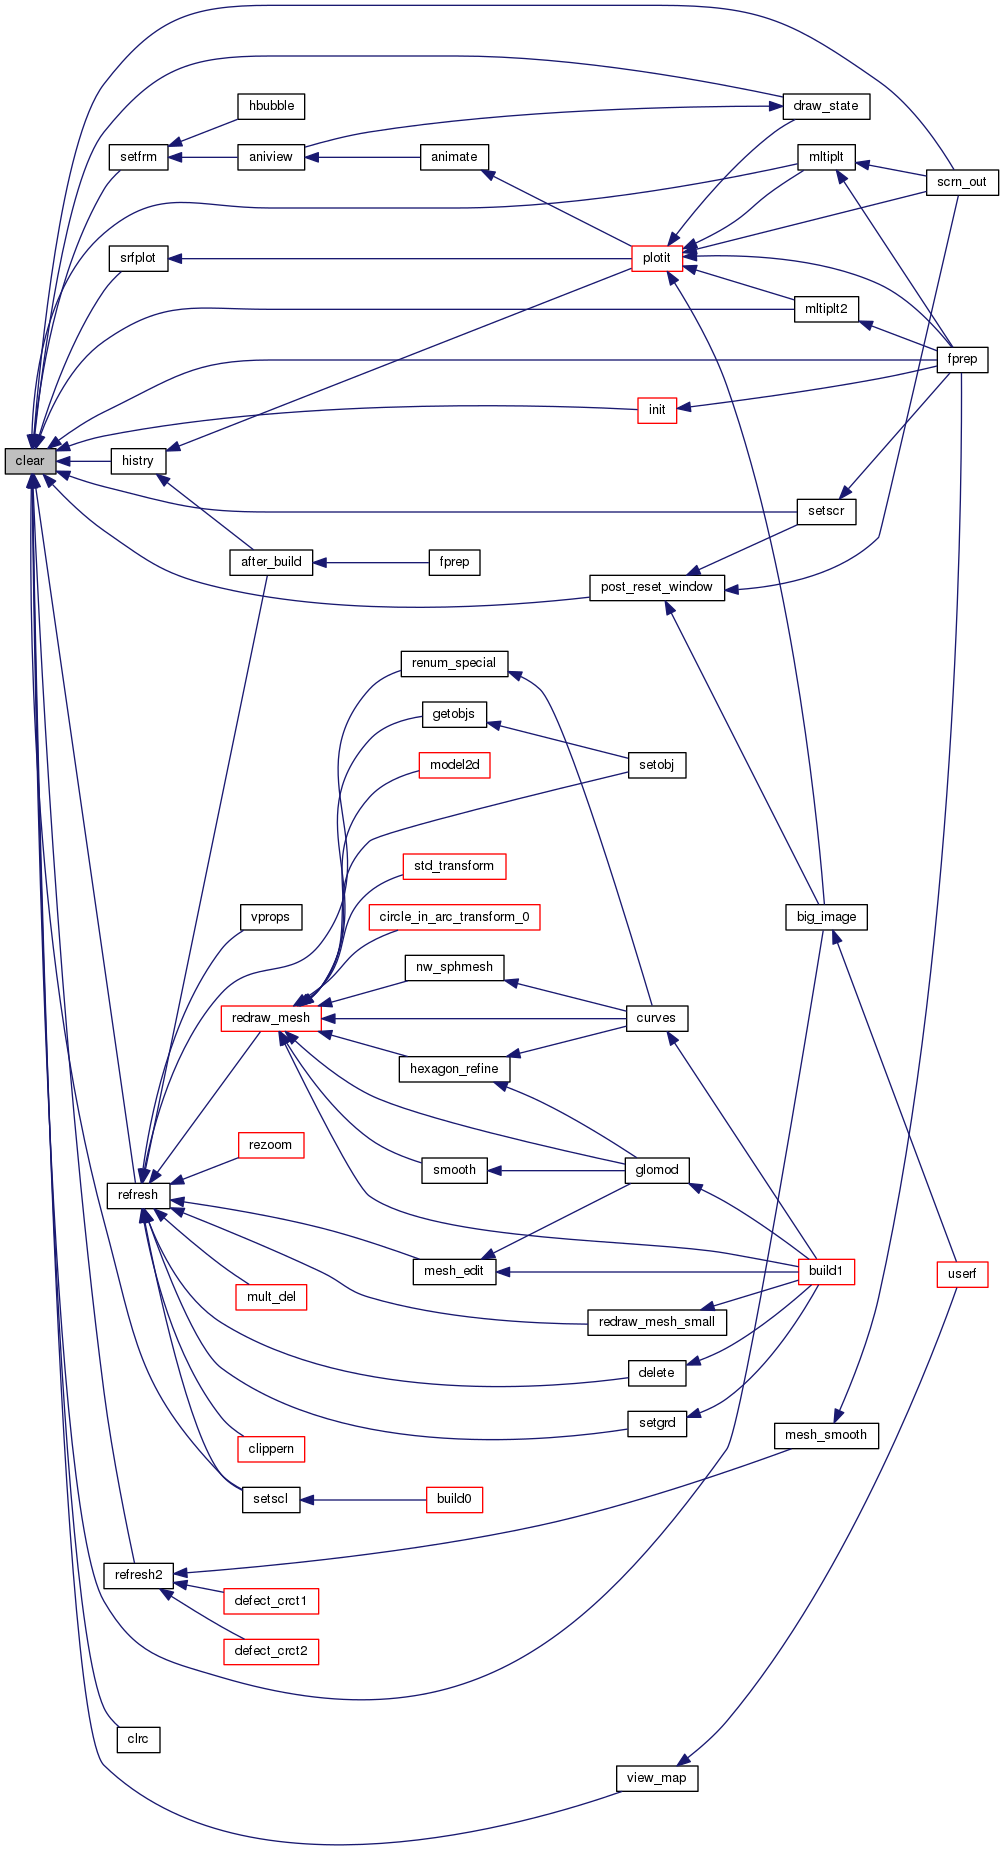 hbubble
draw_state
setfrm
aniview
animate
mltiplt
scrn_out
srfplot
plotit
mltiplt2
fprep
init
clear
histry
setscr
after_build
fprep
post_reset_window
renum_special
getobjs
model2d
setobj
std_transform
vprops
circle_in_arc_transform_0
big_image
nw_sphmesh
redraw_mesh
curves
hexagon_refine
rezoom
smooth
glomod
refresh
mesh_edit
build1
userf
mult_del
redraw_mesh_small
delete
setgrd
mesh_smooth
clippern
setscl
build0
refresh2
defect_crct1
defect_crct2
clrc
view_map